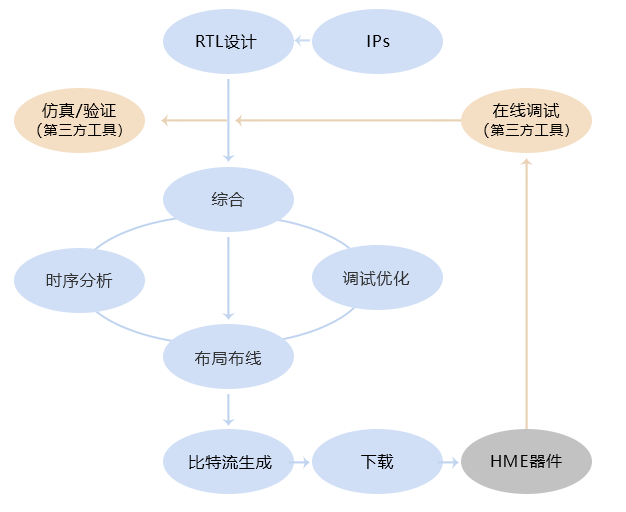 RTL设计
IPs
仿真/验证
（第三方工具）
在线调试
（第三方工具）
综合
时序分析
调试优化
布局布线
比特流生成
下载
HME器件